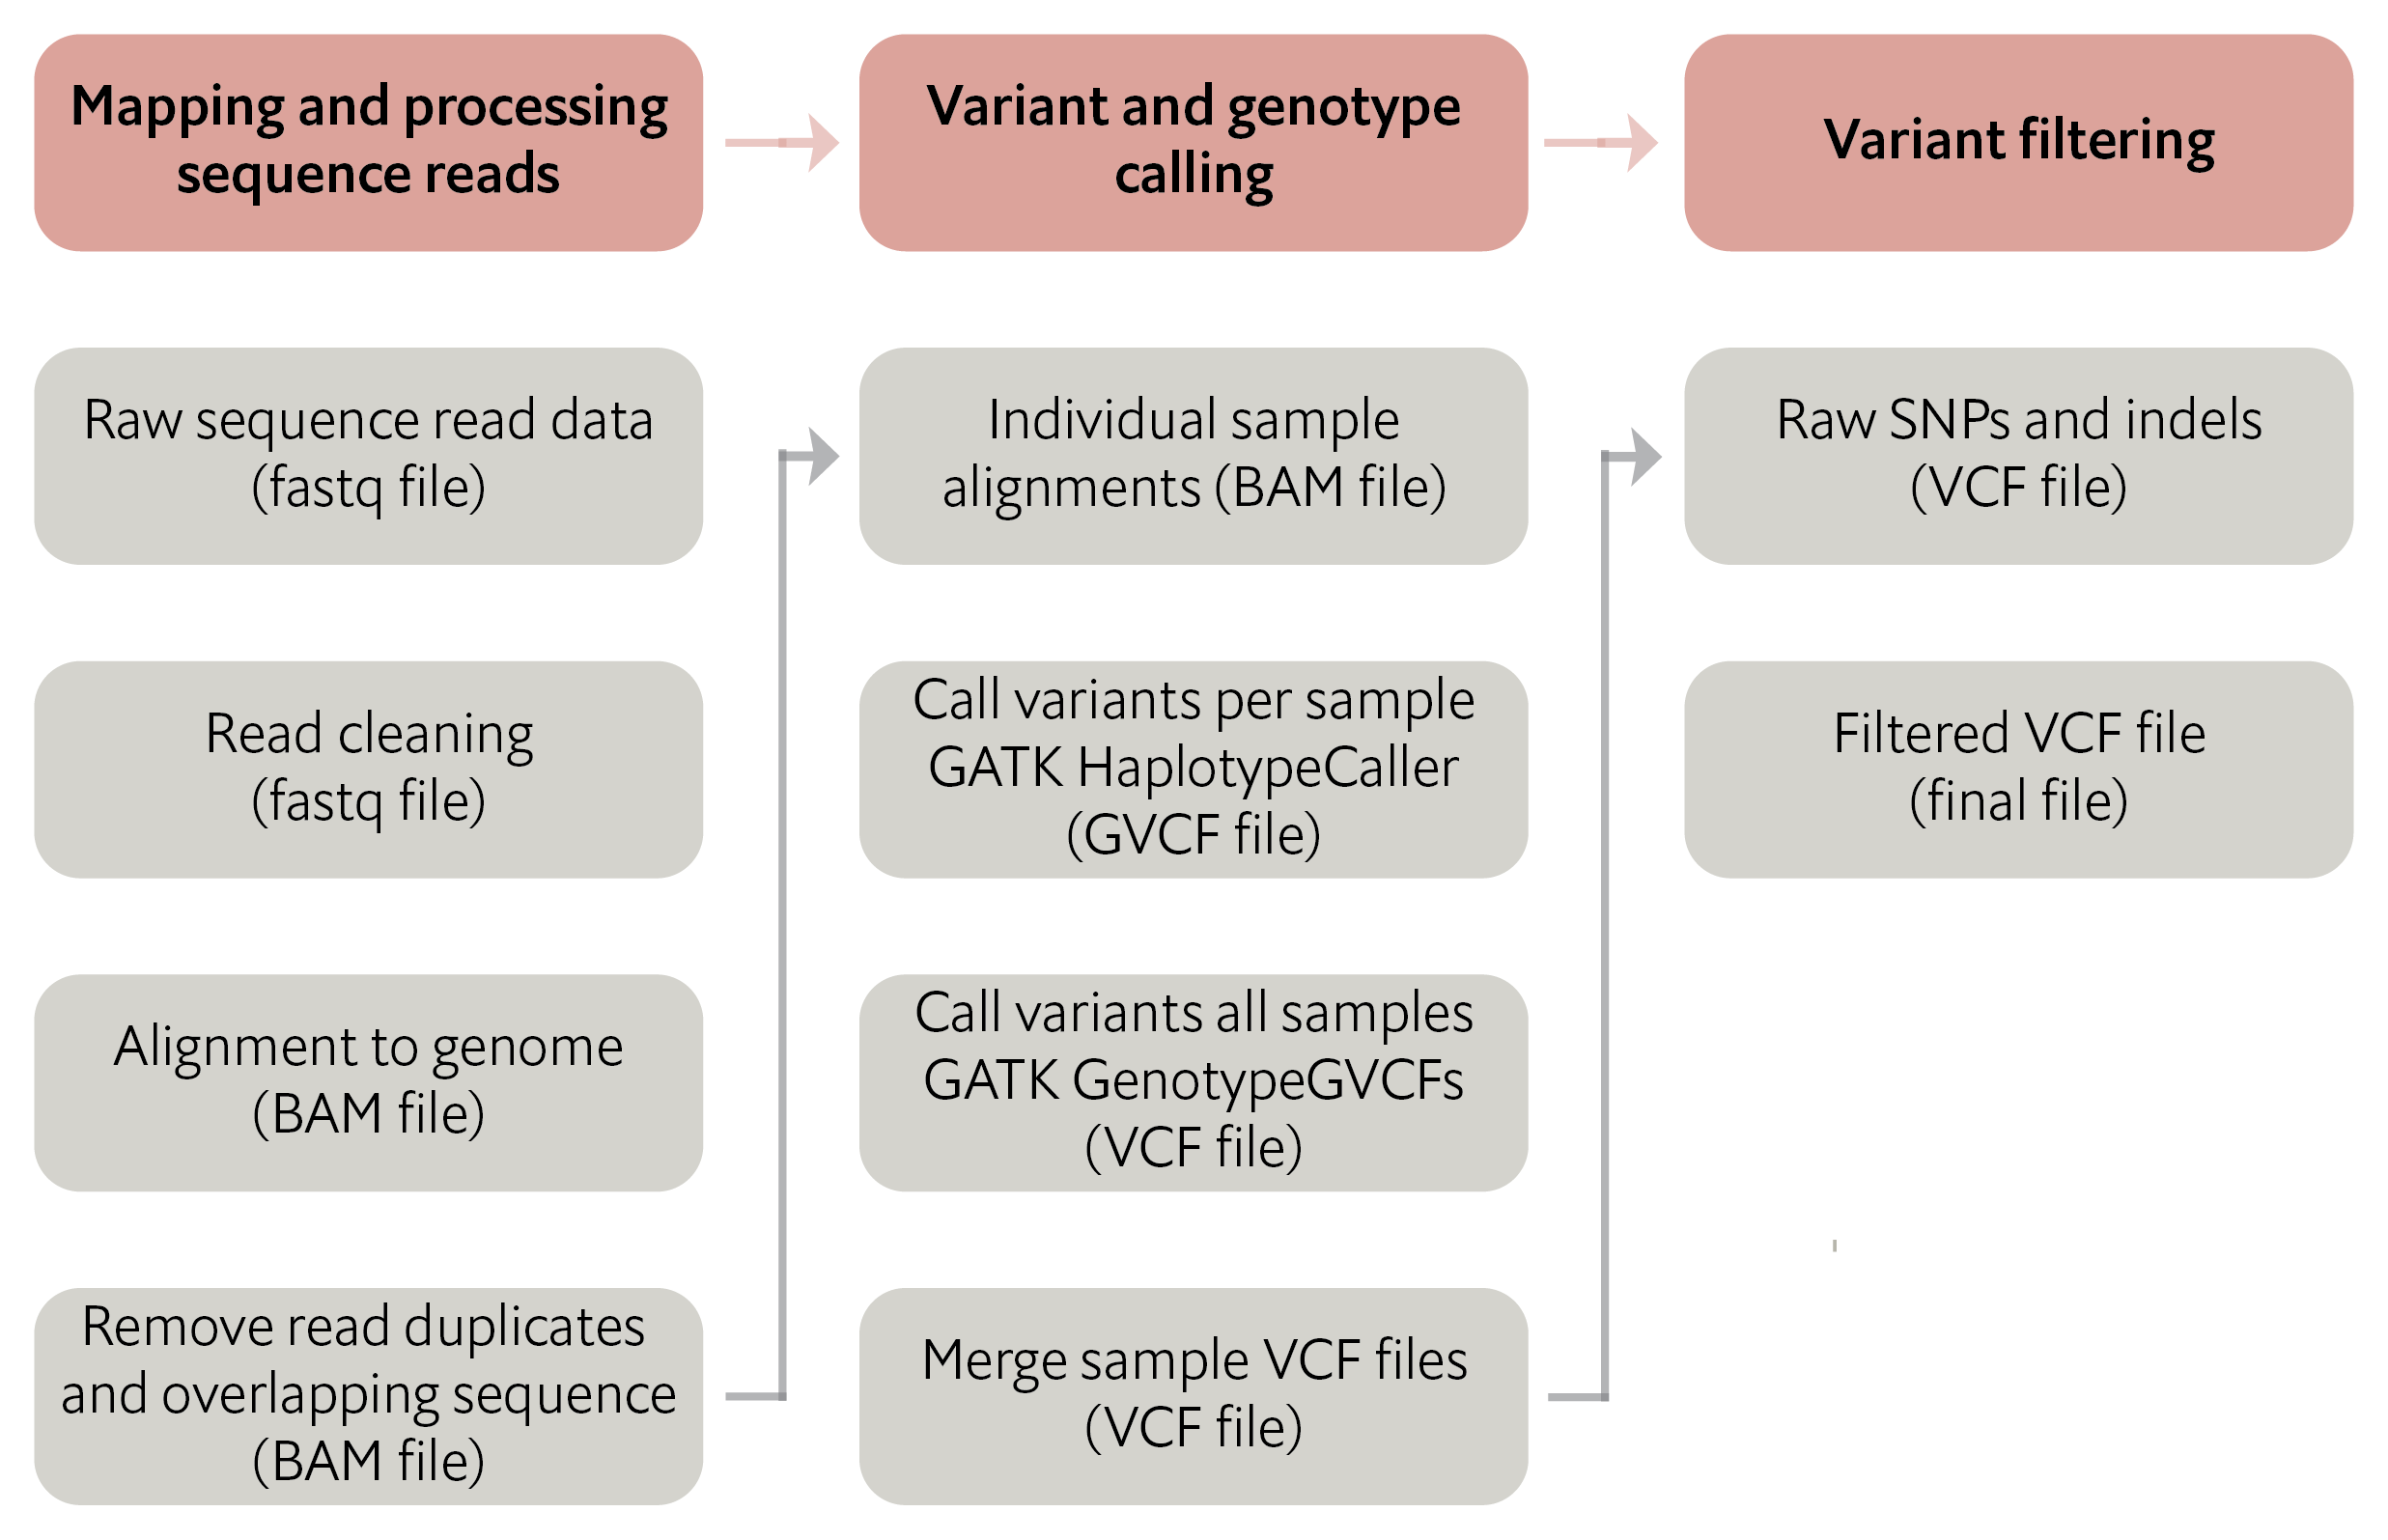 Mapping and processing
sequence reads
Variant and genotype
calling
Variant filtering
Raw sequence read data
(fastq file)
Read cleaning
(fastq file)
Alignment to genome
(BAM file)
Remove read duplicates
and overlapping sequence
(BAM file)
Individual sample
alignments (BAM file)
Call variants per sample
GATK HaplotypeCaller
(GVCF file)
Call variants all samples
GATK GenotypeGVCFs
(VCF file)
Merge sample VCF files
(VCF file)
Raw SNPs and indels
(VCF file)
Filtered VCF file
(final file)